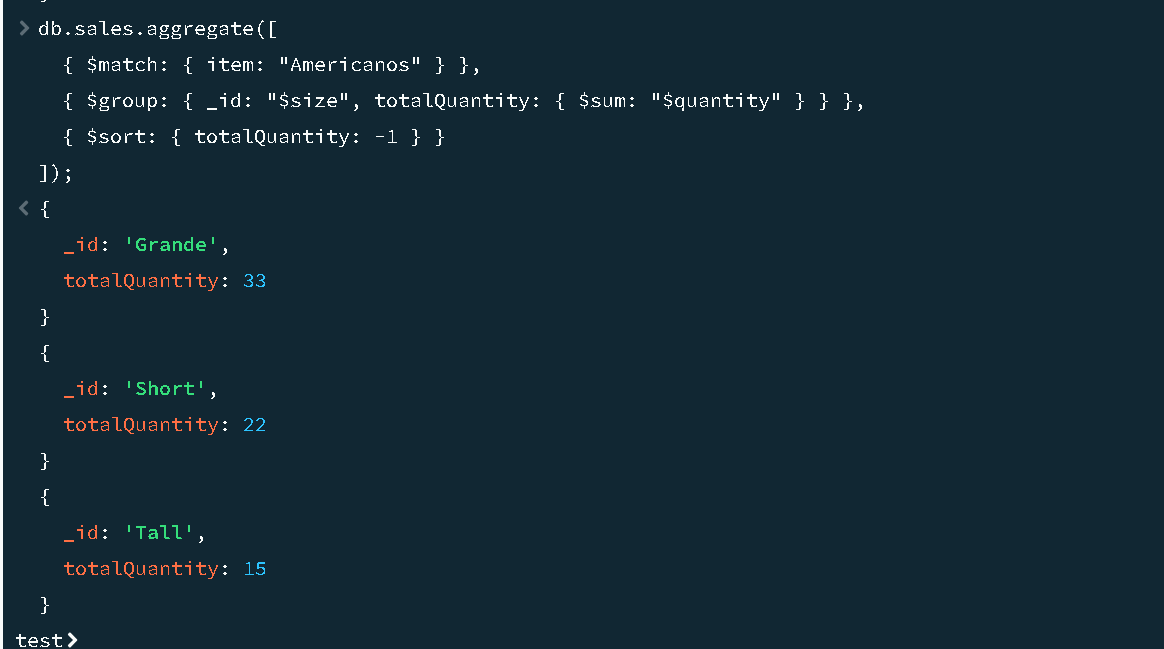 db.sales.aggregate([
{ $match: { item: "Americanos" } },
{ $group: { _id: "$size", totalQuantity: { $sum: "$quantity" } } },
{ $sort: { totalQuantity: -1 } }
]);
{
_id: 'Grande',
totalQuantity: 33
}
{
_id: 'Short',
totalQuantity: 22
}
{
_id: 'Tall',
totalQuantity: 15
}
test>